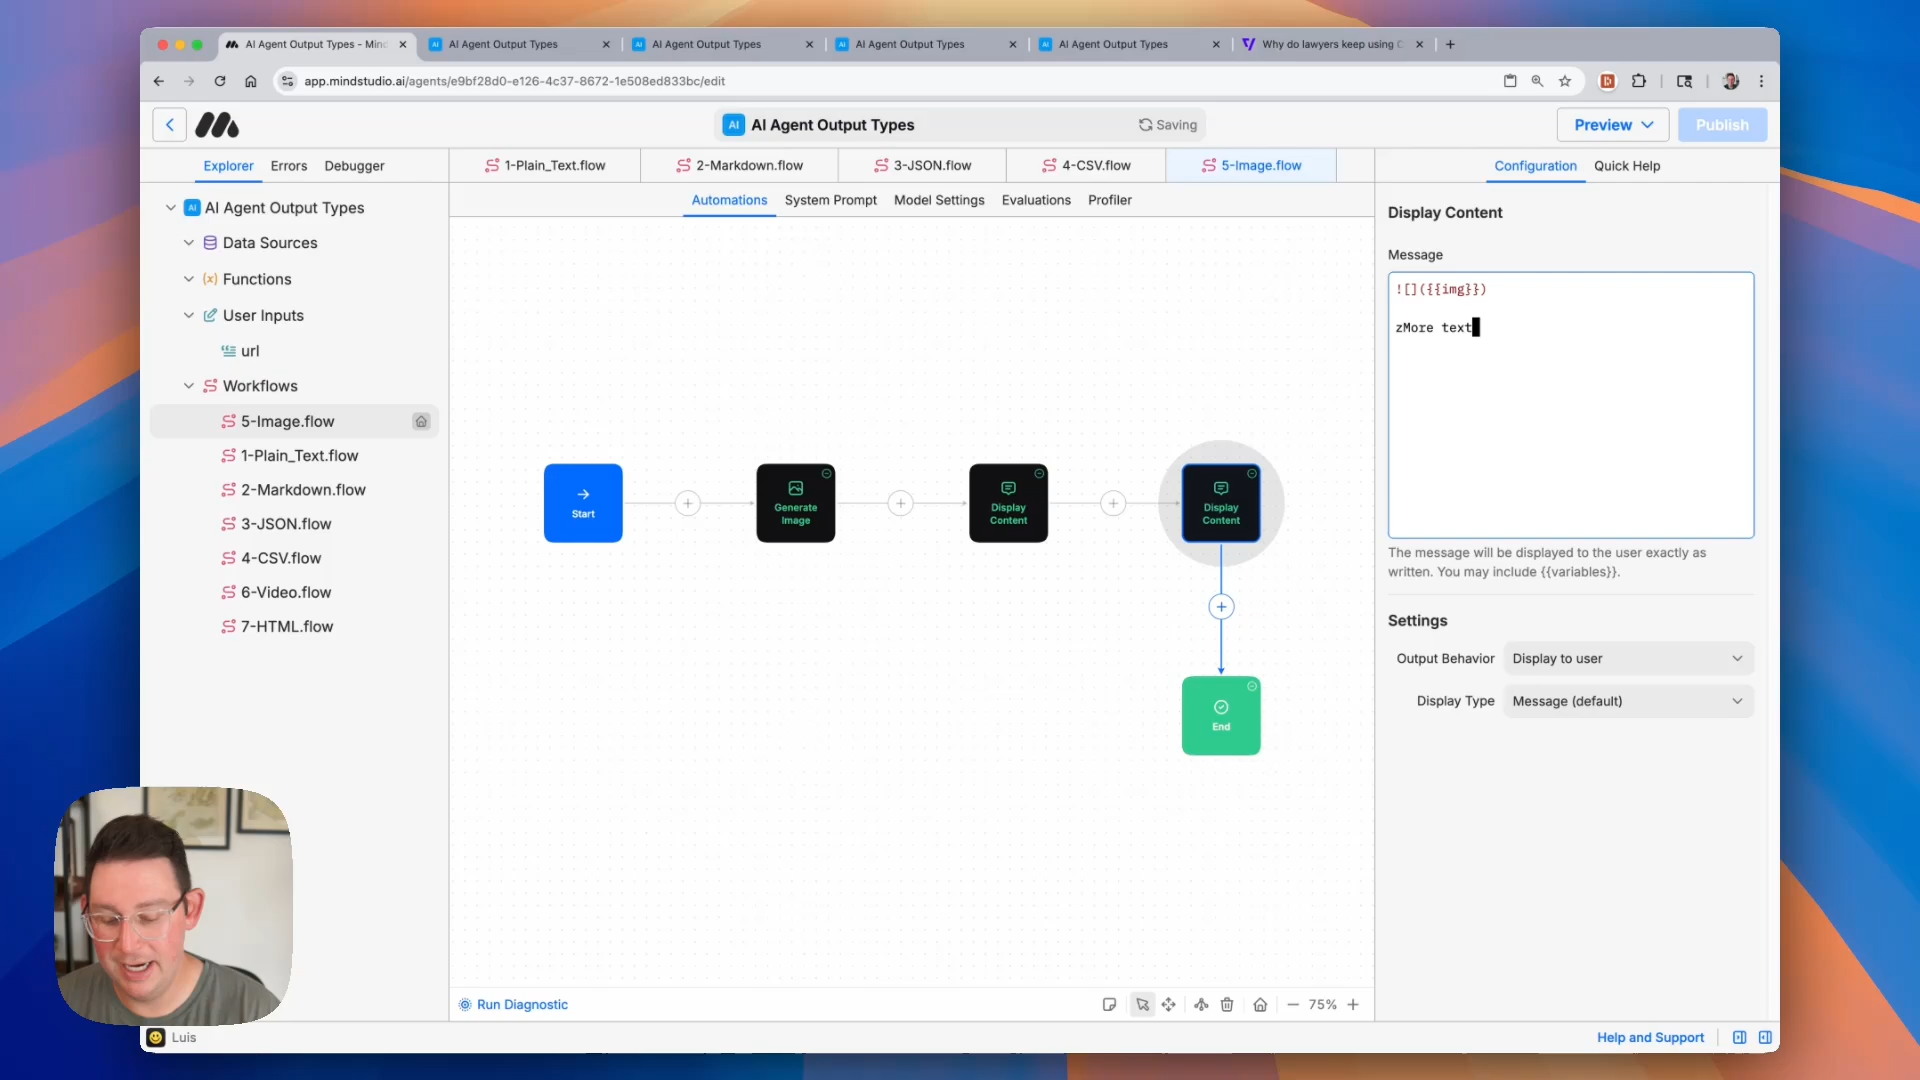 AI Agent Output Types - Mind
AI Agent Output Types
AI Agent Output Types
AI Agent Output Types
AI Agent Output Types
Why do lawyers keep using C
app.mindstudio.ai/agents/e9bf28d0-e126-4c37-8672-1e508ed833bc/edit
AI
AI Agent Output Types
Saving
Preview
Publish
Explorer
Errors
Debugger
1-Plain_Text.flow
2-Markdown.flow
3-JSON.flow
4-CSV.flow
5-Image.flow
Configuration
Quick Help
Automations
System Prompt
Model Settings
Evaluations
Profiler
AI
AI Agent Output Types
Data Sources
Functions
User Inputs
url
Workflows
5-Image.flow
1-Plain_Text.flow
2-Markdown.flow
3-JSON.flow
4-CSV.flow
6-Video.flow
7-HTML.flow
Start
Generate
Image
Display
Content
Display
Content
End
Display Content
Message
![]({{img}})
zMore text
The message will be displayed to the user exactly as
written. You may include {{variables}}.
Settings
Output Behavior
Display to user
Display Type
Message (default)
Run Diagnostic
75%
Luis
Help and Support